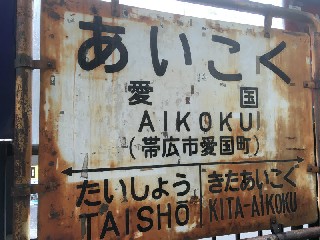 あいこく
愛国
AIKOKU
(帯広市愛国町)
たいしょう きたあいこく
TAISHŌ KITA-AIKOKU